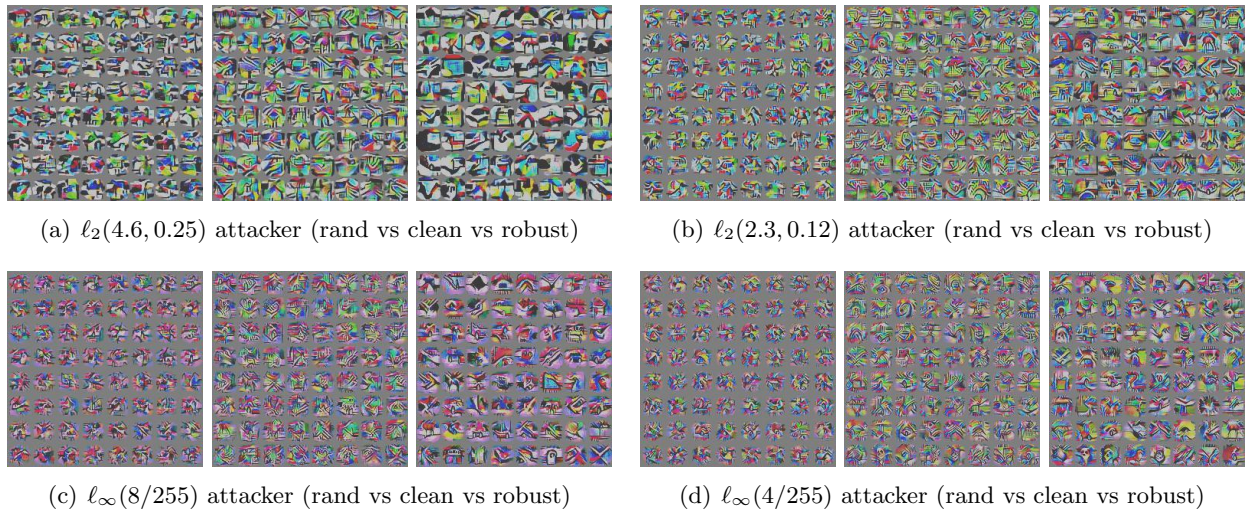 (a) ℓ₂(4.6, 0.25) attacker (rand vs clean vs robust)
(b) ℓ₂(2.3, 0.12) attacker (rand vs clean vs robust)
(c) ℓ∞(8/255) attacker (rand vs clean vs robust)
(d) ℓ∞(4/255) attacker (rand vs clean vs robust)